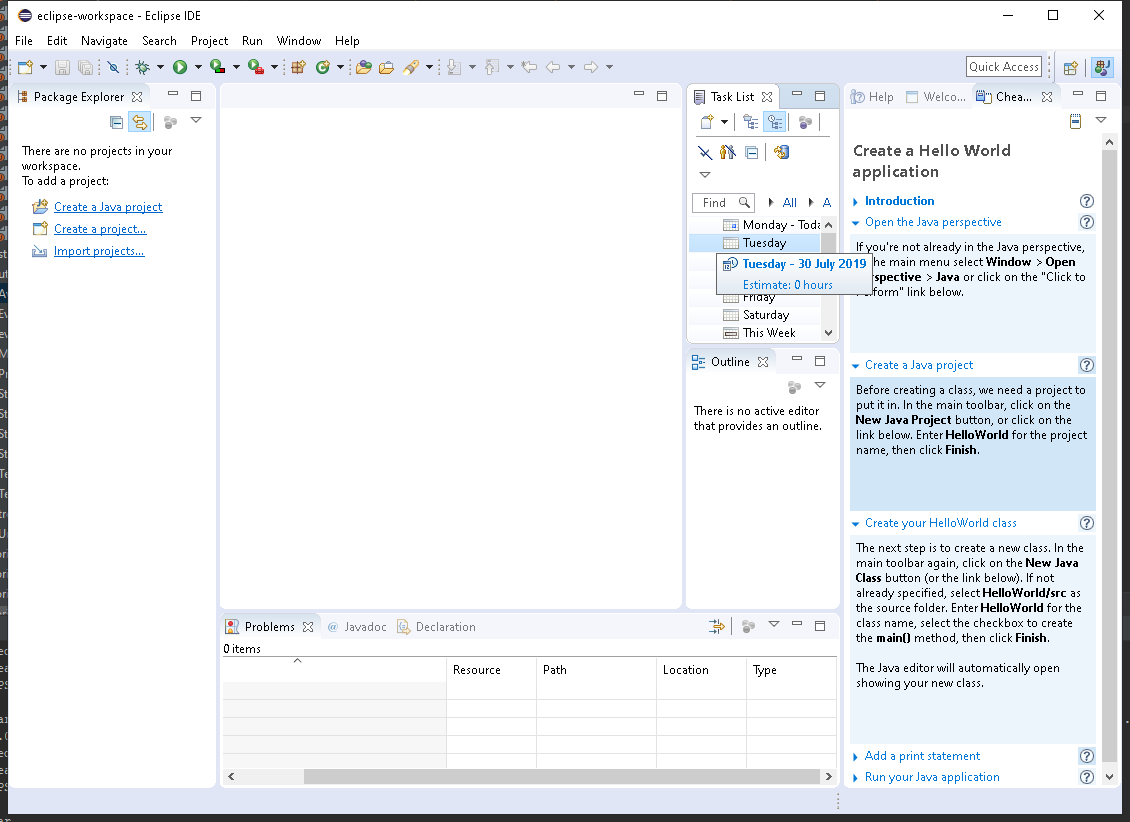 eclipse-workspace - Eclipse IDE
File Edit Navigate Search Project Run Window Help
Quick Access
Package Explorer
There are no projects in your
workspace.
To add a project:
Create a Java project
Create a project...
Import projects...
Task List
Find All A
Monday - Toda
Tuesday
Tuesday - 30 July 2019
Estimate: 0 hours
Friday
Saturday
This Week
Outline
There is no active editor
that provides an outline.
Problems Javadoc Declaration
0 items
Resource Path Location Type
Help Welco... Chea...
Create a Hello World
application
Introduction
Open the Java perspective
If you're not already in the Java perspective,
the main menu select Window > Open
erspective > Java or click on the "Click to
Perform" link below.
Create a Java project
Before creating a class, we need a project to
put it in. In the main toolbar, click on the
New Java Project button, or click on the
link below. Enter HelloWorld for the project
name, then click Finish.
Create your HelloWorld class
The next step is to create a new class. In the
main toolbar again, click on the New Java
Class button (or the link below). If not
already specified, select HelloWorld/src as
the source folder. Enter HelloWorld for the
class name, select the checkbox to create
the main() method, then click Finish.
The Java editor will automatically open
showing your new class.
Add a print statement
Run your Java application